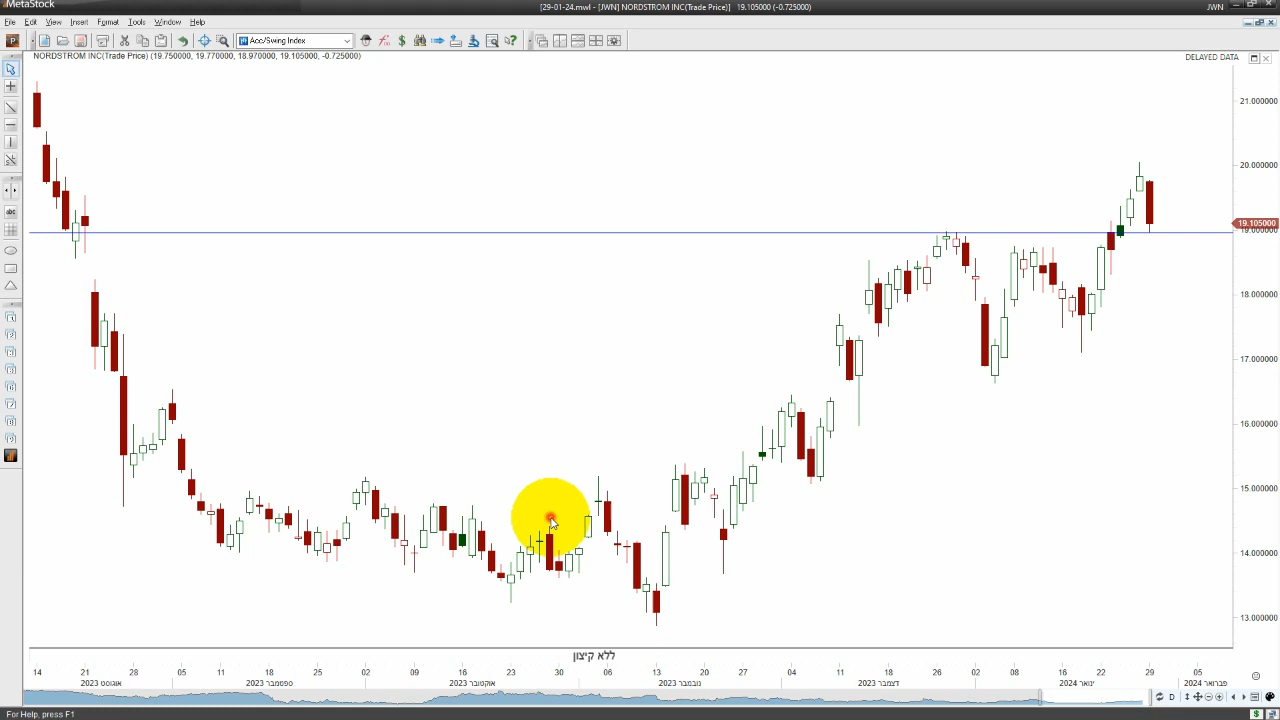 MetaStock
[29-01-24.mwl - [JWN] NORDSTROM INC(Trade Price)] 19.105000 (-0.725000)
JWN
File Edit View Insert Format Tools Window Help
Acc/Swing Index
NORDSTROM INC(Trade Price) (19.750000, 19.770000, 18.970000, 19.105000, -0.725000)
DELAYED DATA
21.000000
20.000000
19.105000
19.000000
18.000000
17.000000
16.000000
15.000000
14.000000
13.000000
abc
ללא קיצון
14 21 28 05 11 18 25 02 09 16 23 30 06 13 20 27 04 11 18 26 02 08 16 22 29 05
אוגוסט 2023 ספטמבר 2023 אוקטובר 2023 נובמבר 2023 דצמבר 2023 ינואר 2024 פברואר 2024
D
For Help, press F1